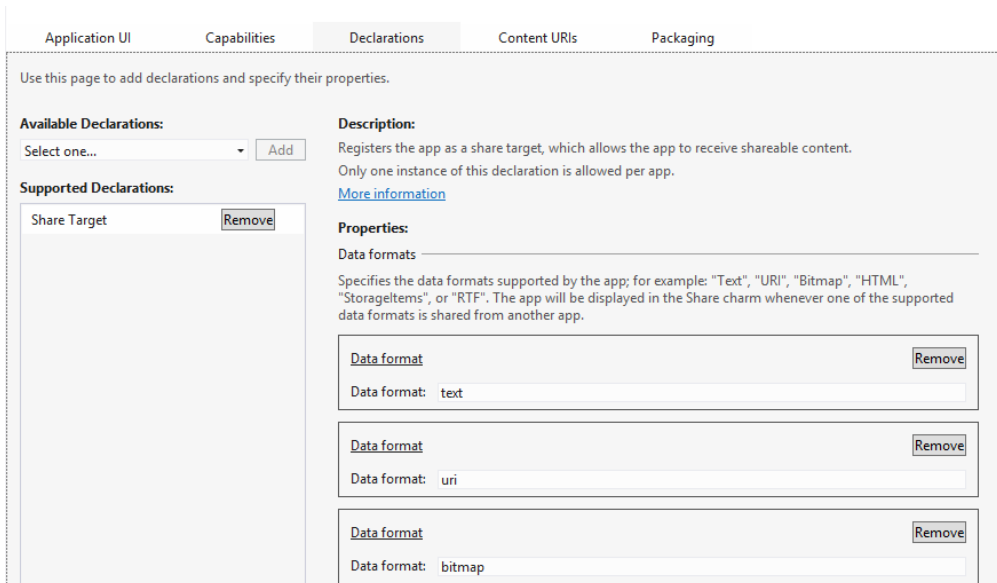 Application UI Capabilities Declarations Content URIs Packaging
Use this page to add declarations and specify their properties.
Available Declarations:
Select one... Add
Supported Declarations:
Share Target Remove
Description:
Registers the app as a share target, which allows the app to receive shareable content.
Only one instance of this declaration is allowed per app.
More information
Properties:
Data formats
Specifies the data formats supported by the app; for example: "Text", "URI", "Bitmap", "HTML",
"StorageItems", or "RTF". The app will be displayed in the Share charm whenever one of the supported
data formats is shared from another app.
Data format Remove
Data format: text
Data format Remove
Data format: uri
Data format Remove
Data format: bitmap